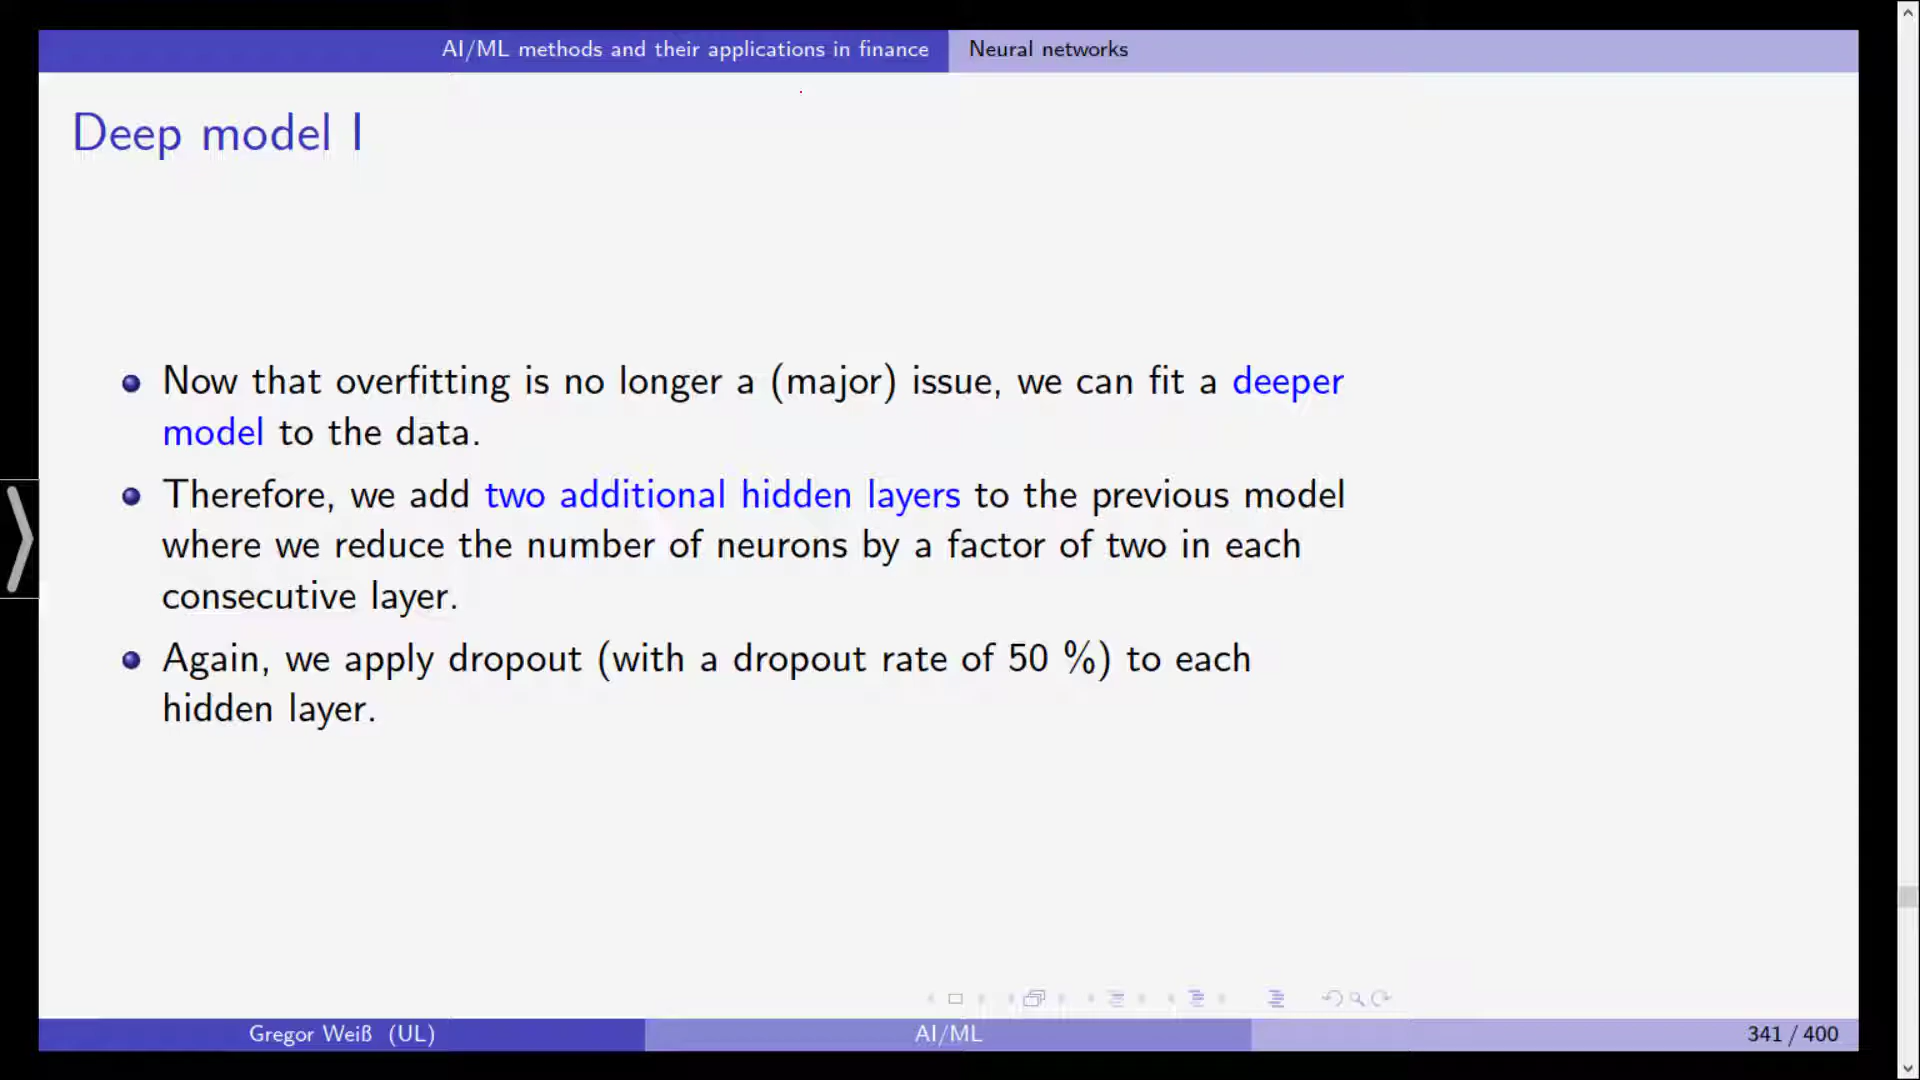 AI/ML methods and their applications in finance Neural networks
Deep model I
Now that overfitting is no longer a (major) issue, we can fit a deeper
model to the data.
Therefore, we add two additional hidden layers to the previous model
where we reduce the number of neurons by a factor of two in each
consecutive layer.
Again, we apply dropout (with a dropout rate of 50 %) to each
hidden layer.
Gregor Weiß (UL) AI/ML 341 / 400